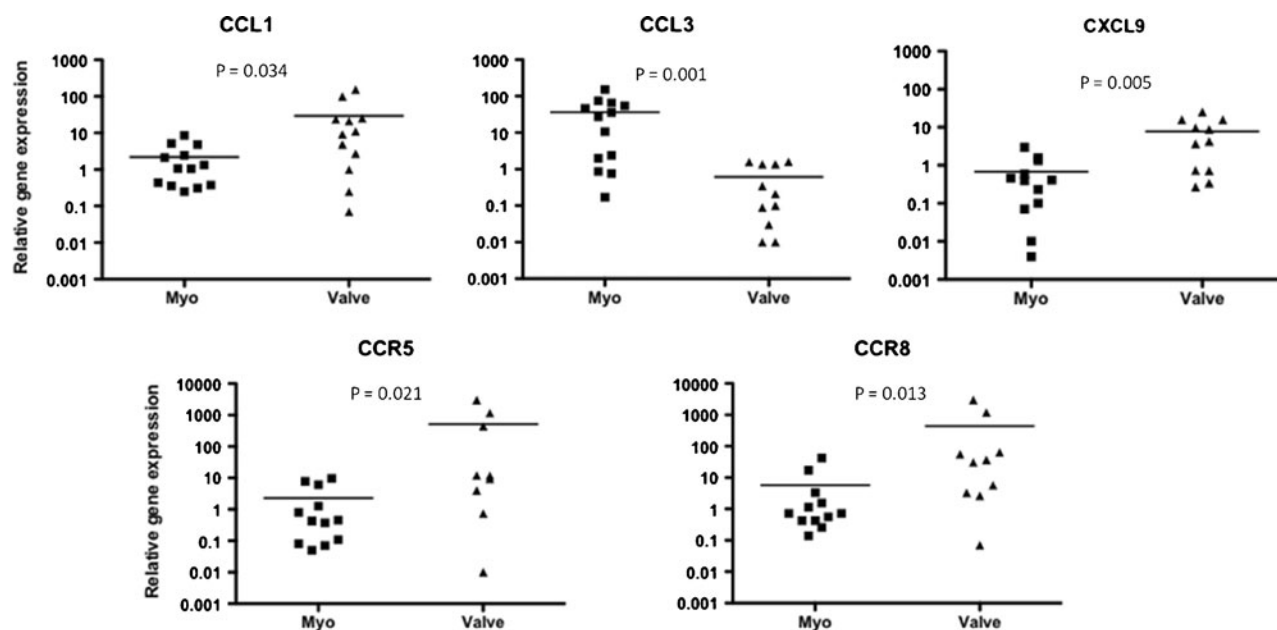 CCL1
CCL3
CXCL9
Relative gene expression
1000
100
10
1
0.1
0.01
0.001
P = 0.034
Myo
Valve
1000
100
10
1
0.1
0.01
0.001
P = 0.001
Myo
Valve
1000
100
10
1
0.1
0.01
0.001
P = 0.005
Myo
Valve
CCR5
CCR8
Relative gene expression
10000
1000
100
10
1
0.1
0.01
0.001
P = 0.021
Myo
Valve
10000
1000
100
10
1
0.1
0.01
0.001
P = 0.013
Myo
Valve